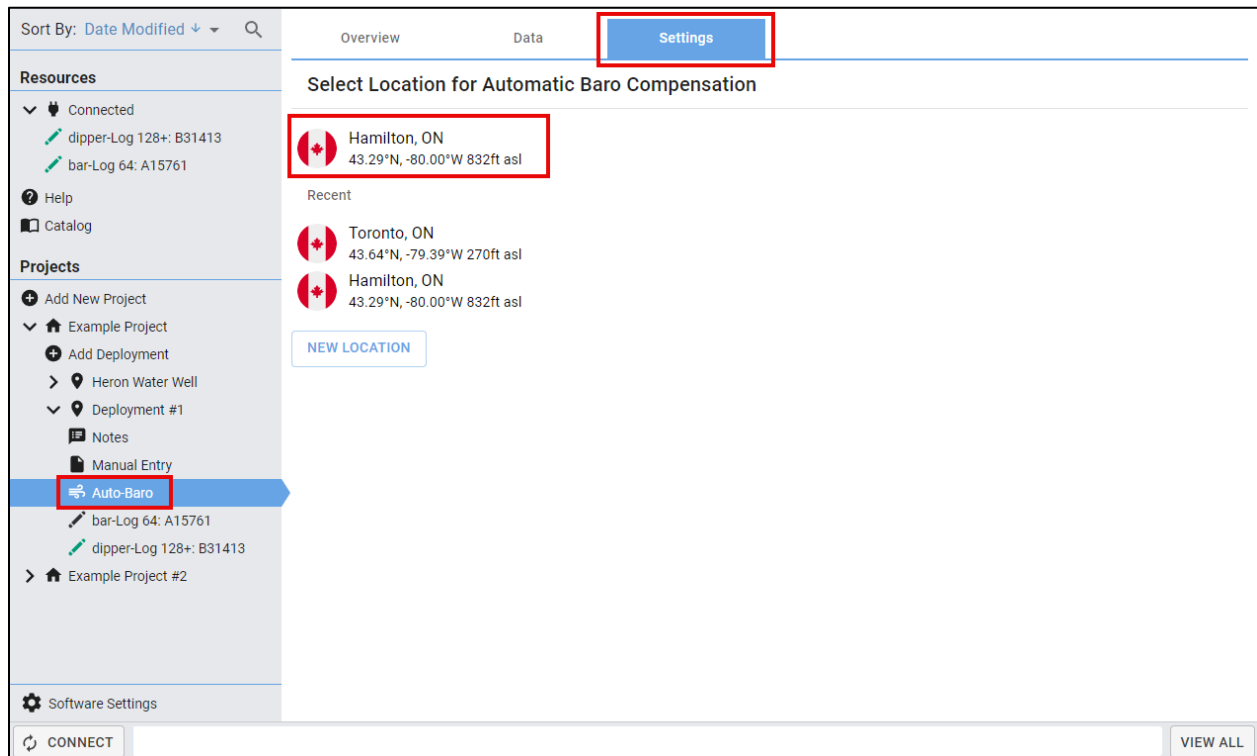 Sort By: Date Modified
Resources
Connected
dipper-Log 128+: B31413
bar-Log 64: A15761
Help
Catalog
Projects
Add New Project
Example Project
Add Deployment
Heron Water Well
Deployment #1
Notes
Manual Entry
Auto-Baro
bar-Log 64: A15761
dipper-Log 128+: B31413
Example Project #2
Software Settings
Overview Data Settings
Select Location for Automatic Baro Compensation
Hamilton, ON
43.29°N, -80.00°W 832ft asl
Recent
Toronto, ON
43.64°N, -79.39°W 270ft asl
Hamilton, ON
43.29°N, -80.00°W 832ft asl
NEW LOCATION
CONNECT
VIEW ALL